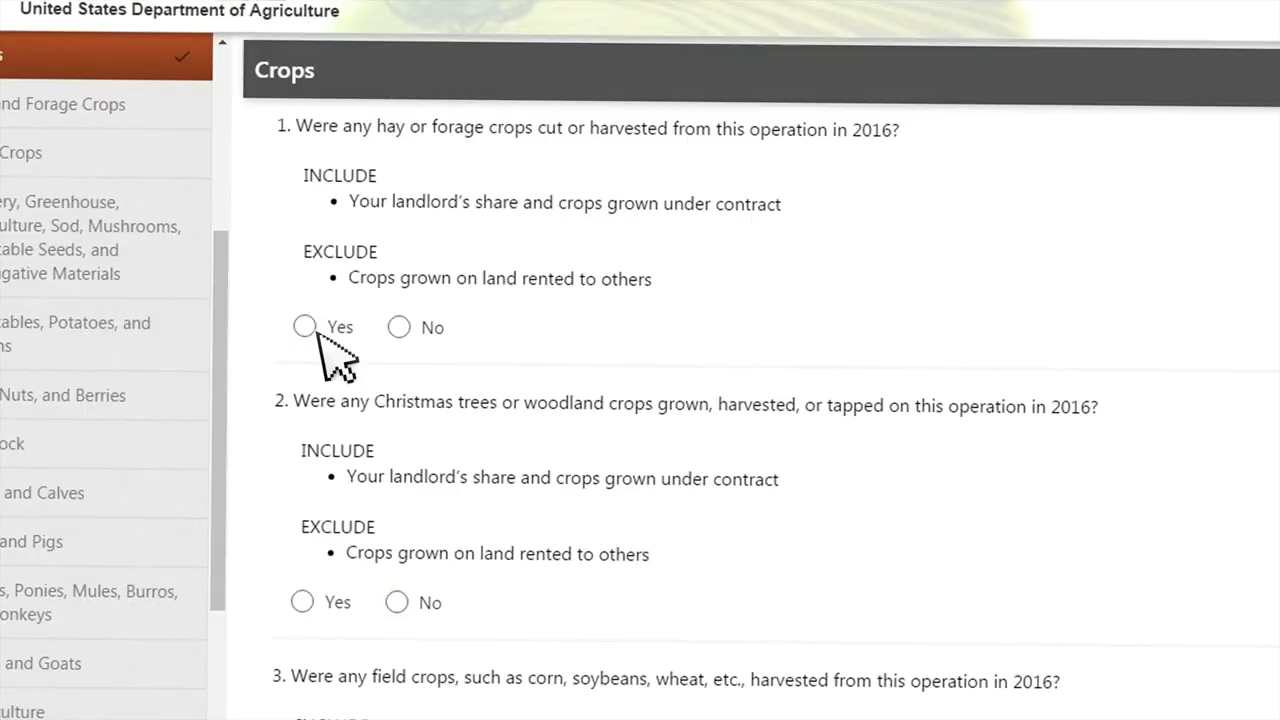 United States Department of Agriculture
s
nd Forage Crops
Crops
ry, Greenhouse,
ulture, Sod, Mushrooms,
table Seeds, and
gative Materials
tables, Potatoes, and
ns
Nuts, and Berries
ock
and Calves
and Pigs
s, Ponies, Mules, Burros,
onkeys
and Goats
ulture
Crops
1. Were any hay or forage crops cut or harvested from this operation in 2016?
INCLUDE
• Your landlord's share and crops grown under contract
EXCLUDE
• Crops grown on land rented to others
Yes No
2. Were any Christmas trees or woodland crops grown, harvested, or tapped on this operation in 2016?
INCLUDE
• Your landlord's share and crops grown under contract
EXCLUDE
• Crops grown on land rented to others
Yes No
3. Were any field crops, such as corn, soybeans, wheat, etc., harvested from this operation in 2016?